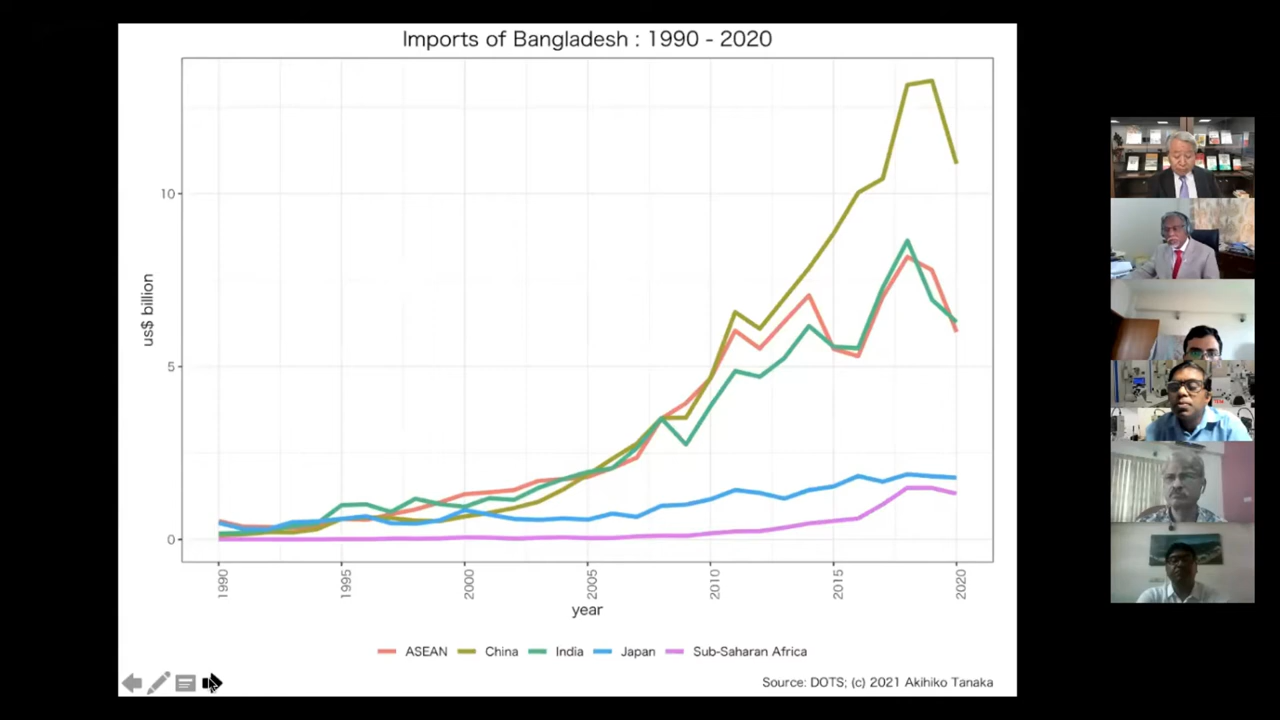 Imports of Bangladesh : 1990 - 2020
us$ billion
10
5
0
1990
1995
2000
2005
2010
2015
2020
year
ASEAN China India Japan Sub-Saharan Africa
Source: DOTS; (c) 2021 Akihiko Tanaka